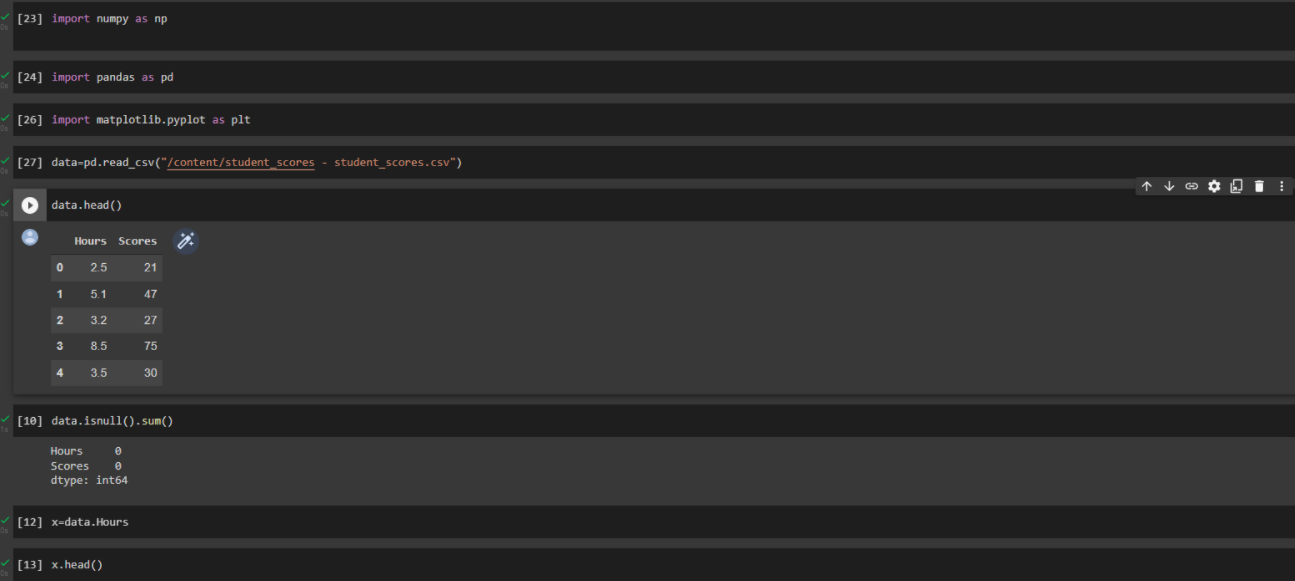 [23] import numpy as np
[24] import pandas as pd
[26] import matplotlib.pyplot as plt
[27] data=pd.read_csv("/content/student_scores - student_scores.csv")
data.head()
Hours Scores
0 2.5 21
1 5.1 47
2 3.2 27
3 8.5 75
4 3.5 30
[10] data.isnull().sum()
Hours 0
Scores 0
dtype: int64
[12] x=data.Hours
[13] x.head()